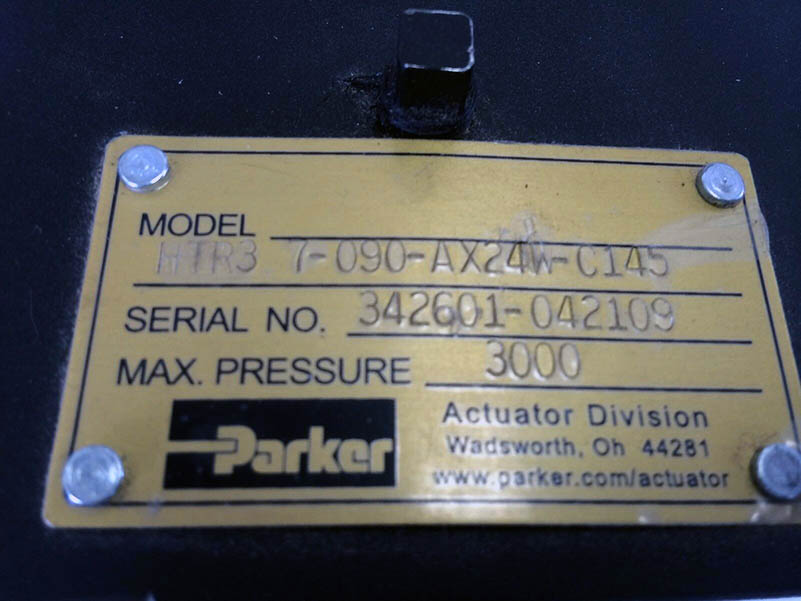 MODEL
HTR3.7-090-AX24W-C145
SERIAL NO. 342601-042109
MAX. PRESSURE 3000
Parker
Actuator Division
Wadsworth, Oh 44281
www.parker.com/actuator